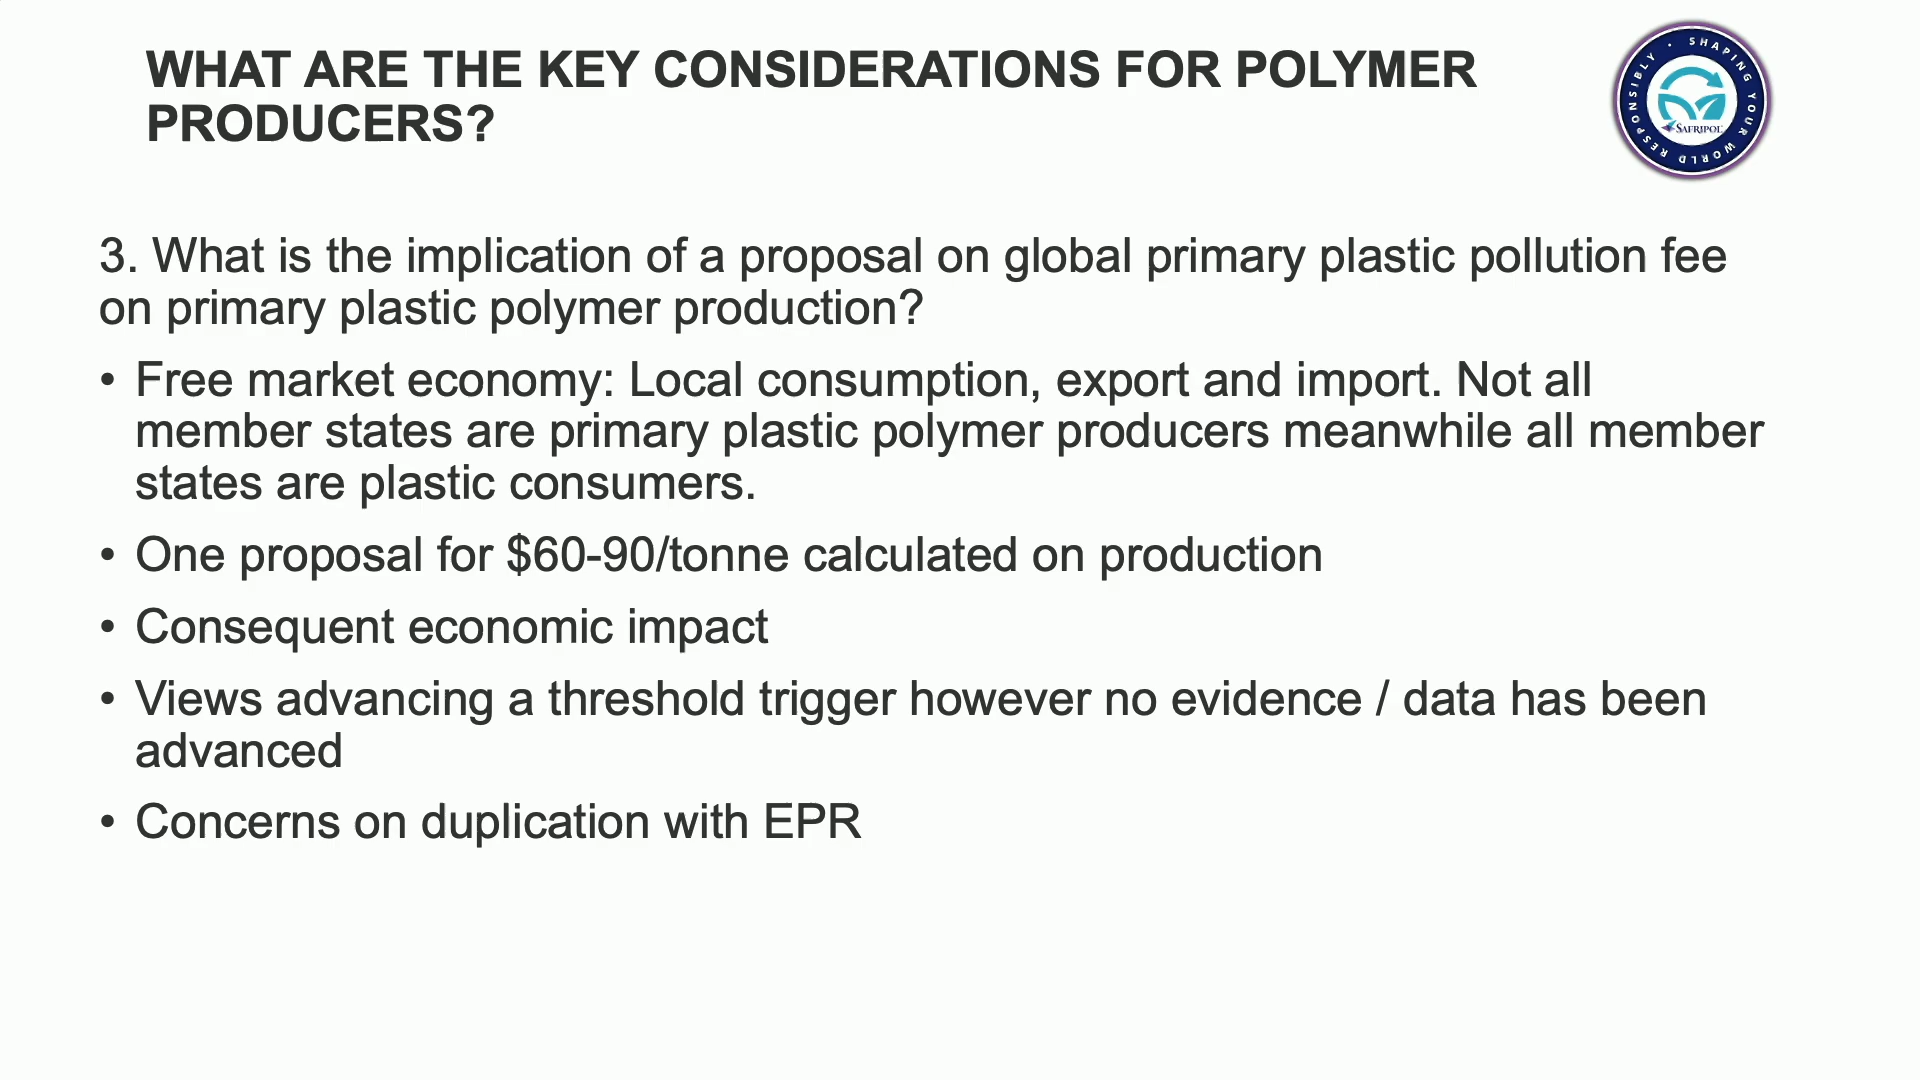 WHAT ARE THE KEY CONSIDERATIONS FOR POLYMER
PRODUCERS?
SHAPING YOUR WORLD RESPONSIBLY
SAFRIPOL
3. What is the implication of a proposal on global primary plastic pollution fee
on primary plastic polymer production?
• Free market economy: Local consumption, export and import. Not all
member states are primary plastic polymer producers meanwhile all member
states are plastic consumers.
• One proposal for $60-90/tonne calculated on production
• Consequent economic impact
• Views advancing a threshold trigger however no evidence / data has been
advanced
• Concerns on duplication with EPR